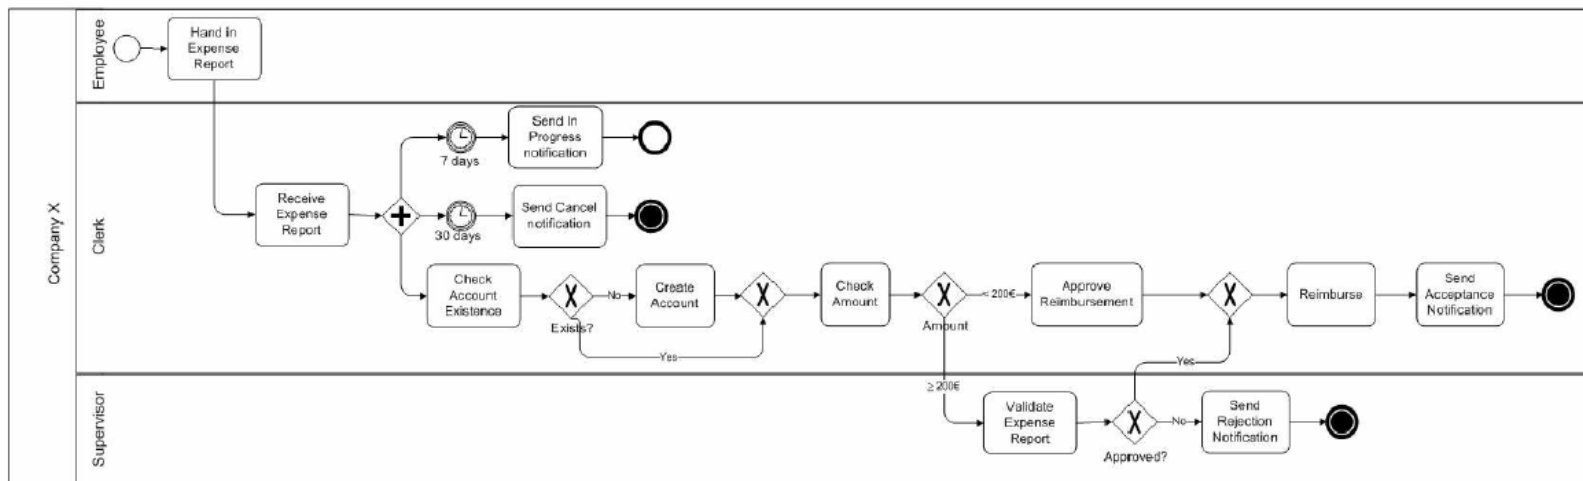 Company X
Employee
Hand in
Expense
Report
Clerk
Send In
Progress
notification
7 days
Receive
Expense
Report
Send Cancel
notification
30 days
Check
Account
Existence
Exists?
No
Yes
Create
Account
Check
Amount
Amount
< 200€
≥ 200€
Approve
Reimbursement
Reimburse
Send
Acceptance
Notification
Supervisor
Validate
Expense
Report
Approved?
Yes
No
Send
Rejection
Notification